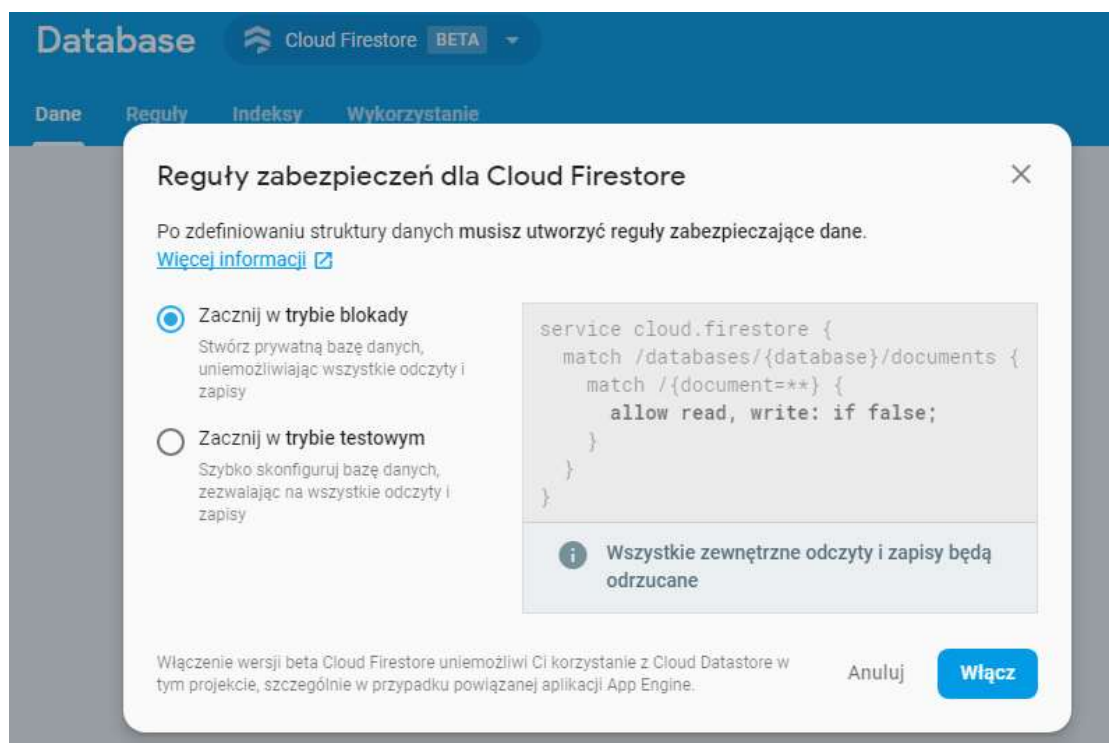 Database Cloud Firestore BETA
Dane Reguły Indeksy Wykorzystanie
Reguły zabezpieczeń dla Cloud Firestore
Po zdefiniowaniu struktury danych musisz utworzyć reguły zabezpieczające dane.
Więcej informacji
Zacznij w trybie blokady
Stwórz prywatną bazę danych,
uniemożliwiając wszystkie odczyty i
zapisy
Zacznij w trybie testowym
Szybko skonfiguruj bazę danych,
zezwalając na wszystkie odczyty i
zapisy
service cloud.firestore {
match /databases/{database}/documents {
match /{document=**} {
allow read, write: if false;
}
}
}
Wszystkie zewnętrzne odczyty i zapisy będą
odrzucane
Włączenie wersji beta Cloud Firestore uniemożliwi Ci korzystanie z Cloud Datastore w
tym projekcie, szczególnie w przypadku powiązanej aplikacji App Engine.
Anuluj Włącz